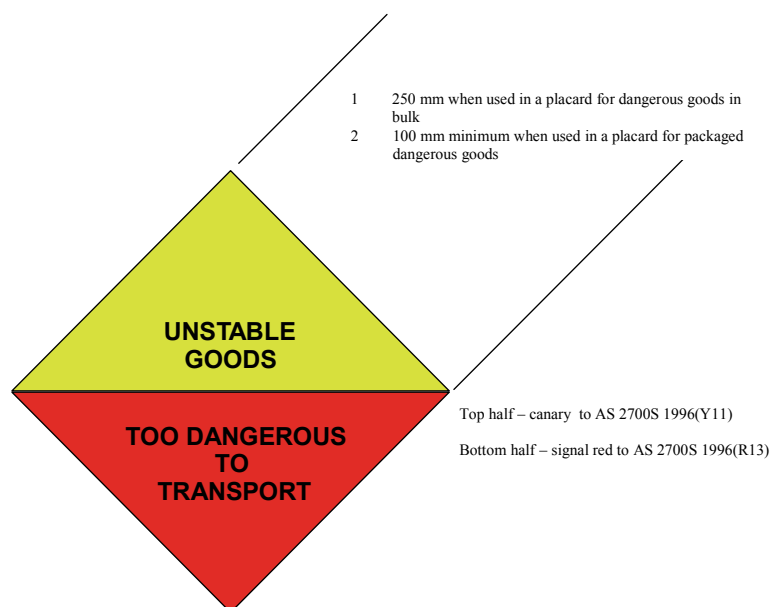 1 250 mm when used in a placard for dangerous goods in
bulk
2 100 mm minimum when used in a placard for packaged
dangerous goods
UNSTABLE
GOODS
TOO DANGEROUS
TO
TRANSPORT
Top half – canary to AS 2700S 1996(Y11)
Bottom half – signal red to AS 2700S 1996(R13)